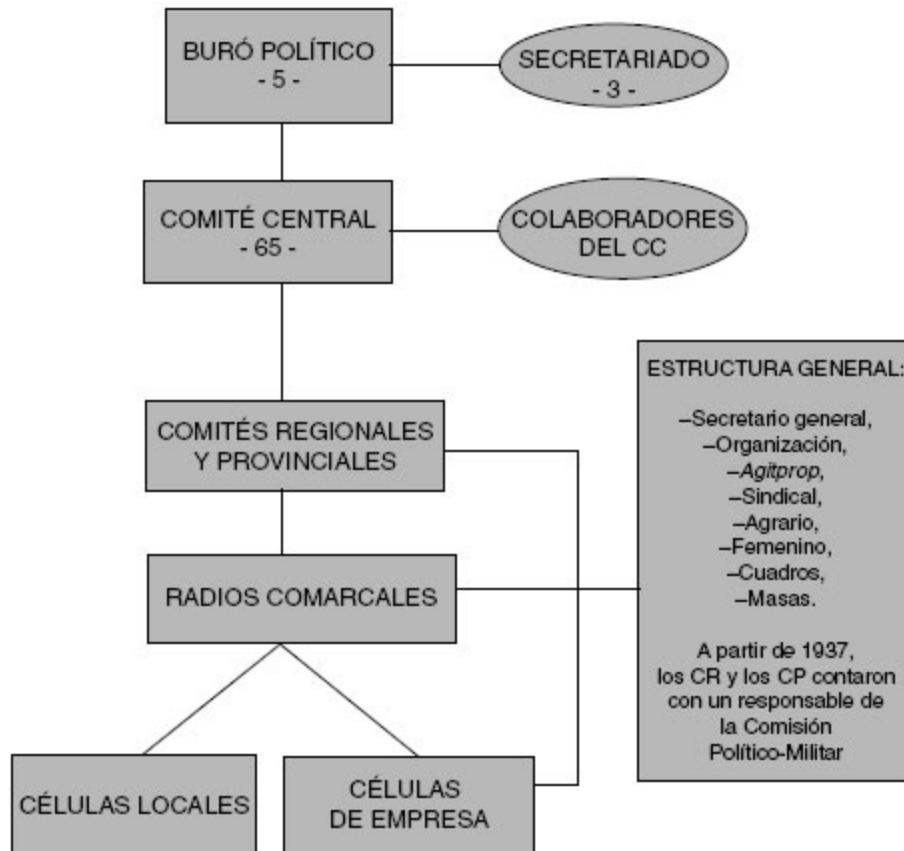 BURÓ POLÍTICO
- 5 -
SECRETARIADO
- 3 -
COMITÉ CENTRAL
- 65 -
COLABORADORES
DEL CC
COMITÉS REGIONALES
Y PROVINCIALES
RADIOS COMARCALES
CÉLULAS LOCALES
CÉLULAS
DE EMPRESA
ESTRUCTURA GENERAL:
–Secretario general,
–Organización,
–Agitprop,
–Sindical,
–Agrario,
–Femenino,
–Cuadros,
–Masas.
A partir de 1937,
los CR y los CP contaron
con un responsable de
la Comisión
Político-Militar